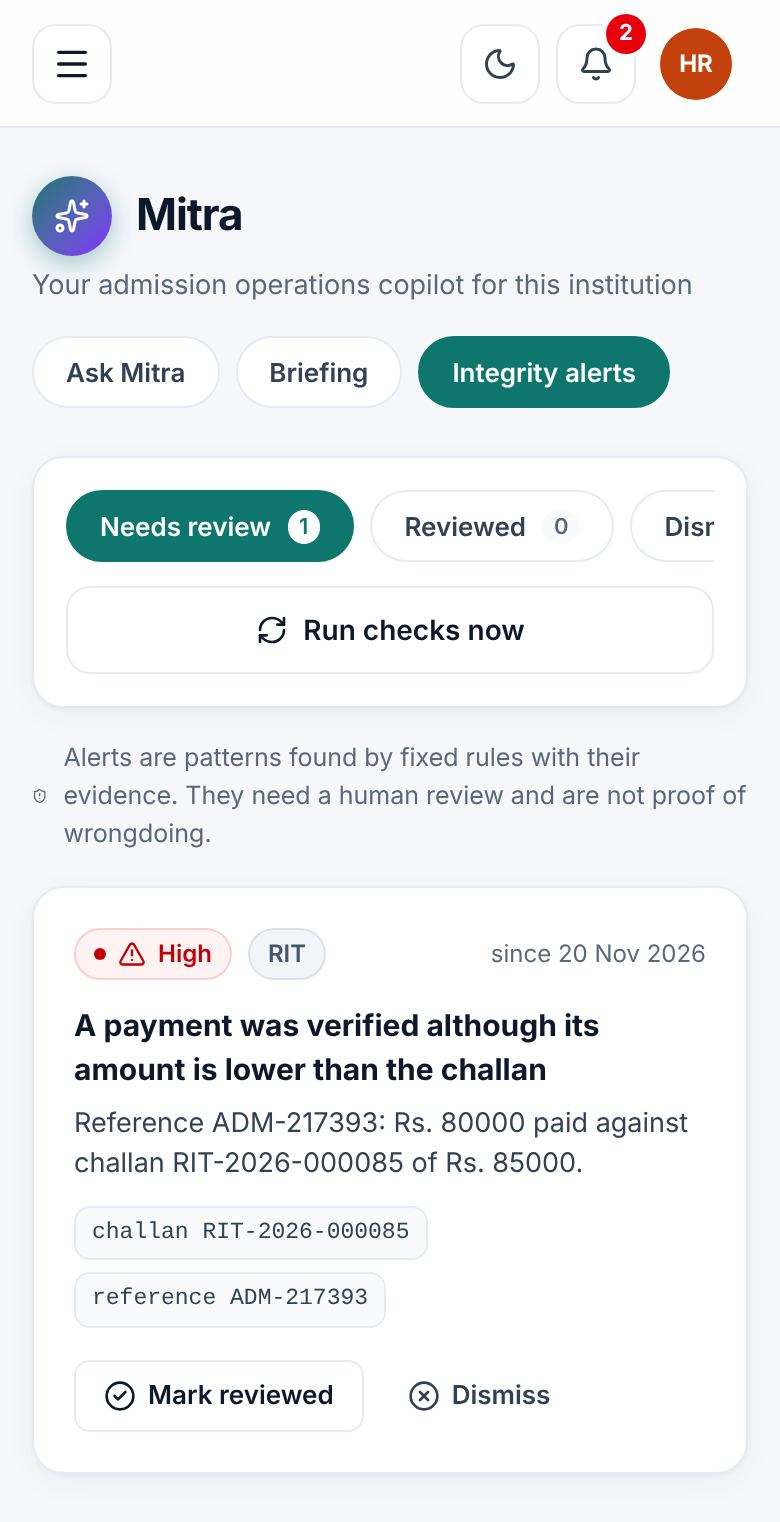 2
HR
Mitra
Your admission operations copilot for this institution
Ask Mitra Briefing Integrity alerts
Needs review 1 Reviewed 0
Run checks now
Alerts are patterns found by fixed rules with their
evidence. They need a human review and are not proof of
wrongdoing.
High RIT since 20 Nov 2026
A payment was verified although its
amount is lower than the challan
Reference ADM-217393: Rs. 80000 paid against
challan RIT-2026-000085 of Rs. 85000.
challan RIT-2026-000085
reference ADM-217393
Mark reviewed Dismiss